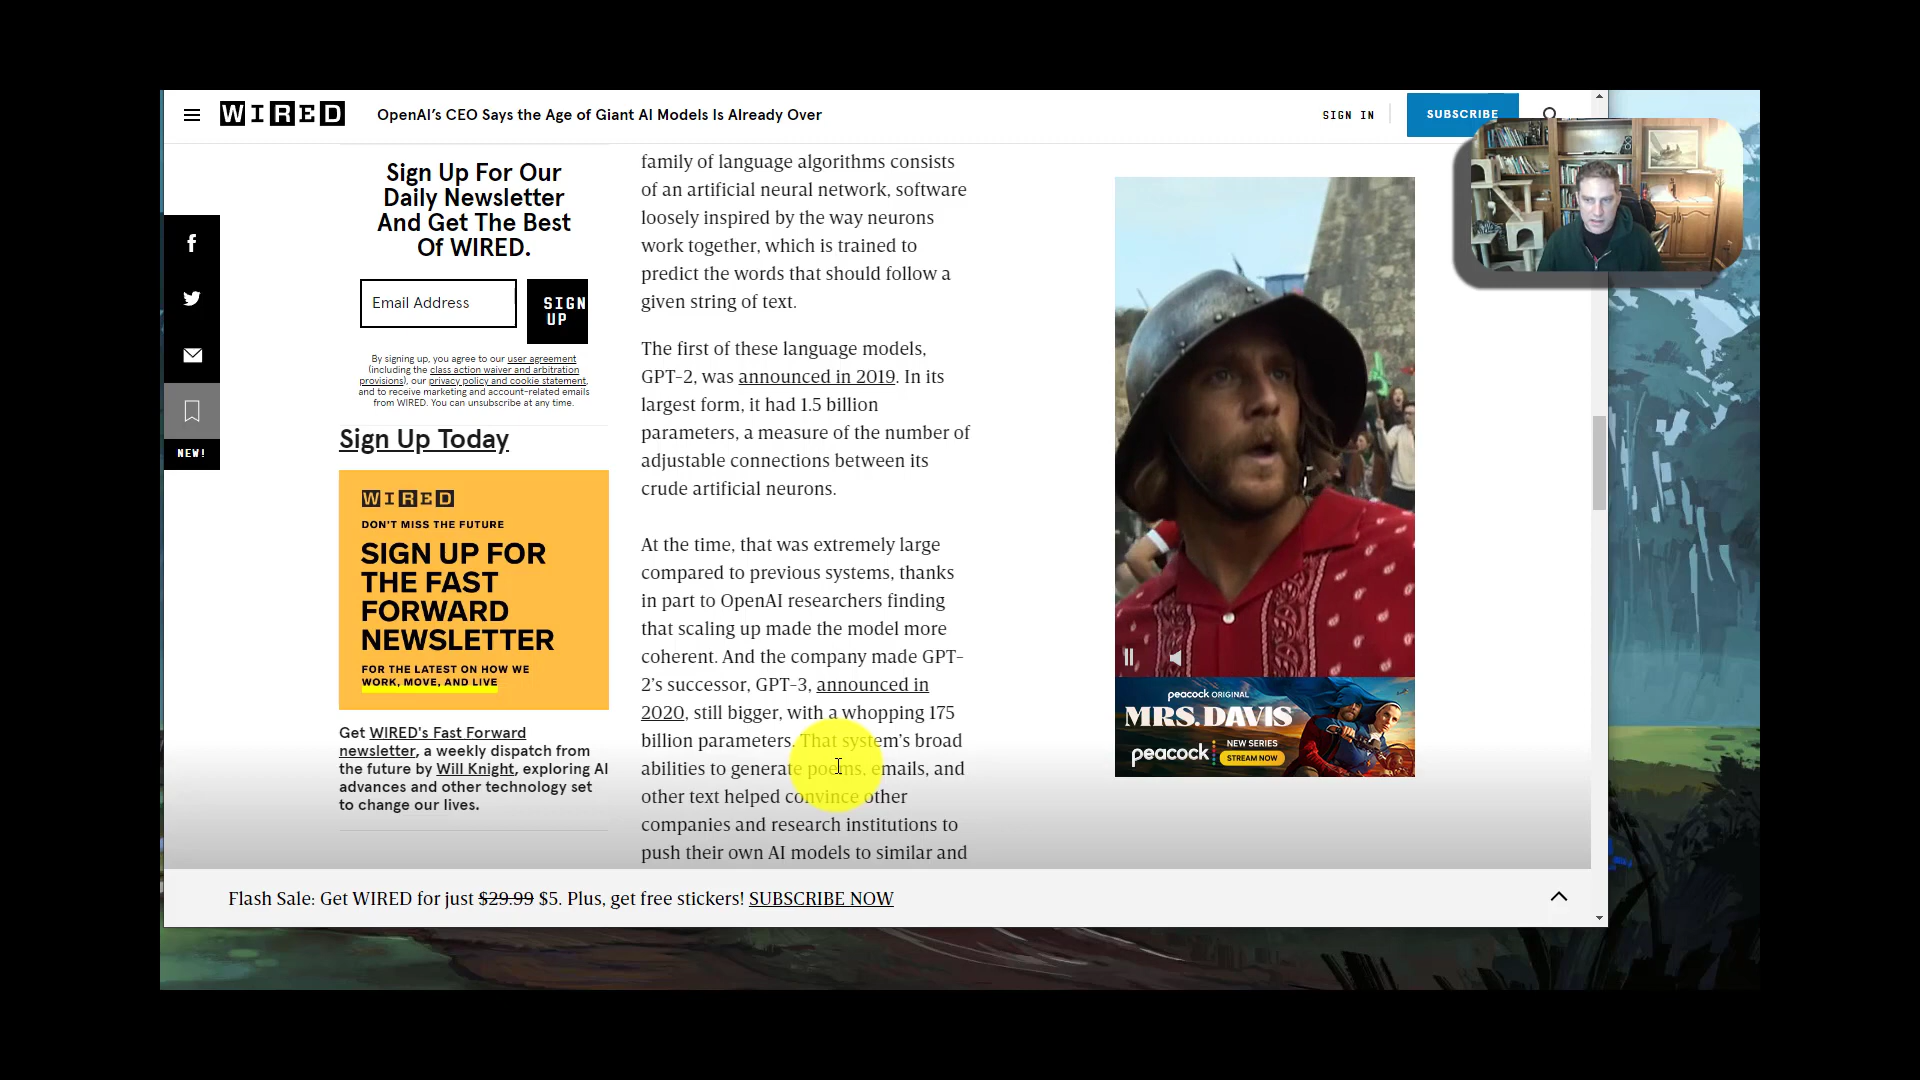 WIRED
OpenAI’s CEO Says the Age of Giant AI Models Is Already Over
SIGN IN
SUBSCRIBE
Sign Up For Our
Daily Newsletter
And Get The Best
Of WIRED.
Email Address
SIGN
UP
By signing up, you agree to our user agreement
(including the class action waiver and arbitration
provisions), our privacy policy and cookie statement,
and to receive marketing and account-related emails
from WIRED. You can unsubscribe at any time.
NEW!
Sign Up Today
WIRED
DON'T MISS THE FUTURE
SIGN UP FOR
THE FAST
FORWARD
NEWSLETTER
FOR THE LATEST ON HOW WE
WORK, MOVE, AND LIVE
Get WIRED's Fast Forward
newsletter, a weekly dispatch from
the future by Will Knight, exploring AI
advances and other technology set
to change our lives.
family of language algorithms consists
of an artificial neural network, software
loosely inspired by the way neurons
work together, which is trained to
predict the words that should follow a
given string of text.
The first of these language models,
GPT-2, was announced in 2019. In its
largest form, it had 1.5 billion
parameters, a measure of the number of
adjustable connections between its
crude artificial neurons.
At the time, that was extremely large
compared to previous systems, thanks
in part to OpenAI researchers finding
that scaling up made the model more
coherent. And the company made GPT-
2’s successor, GPT-3, announced in
2020, still bigger, with a whopping 175
billion parameters. That system’s broad
abilities to generate poems, emails, and
other text helped convince other
companies and research institutions to
push their own AI models to similar and
peacock ORIGINAL
MRS. DAVIS
peacock
NEW SERIES
STREAM NOW
Flash Sale: Get WIRED for just $29.99 $5. Plus, get free stickers! SUBSCRIBE NOW